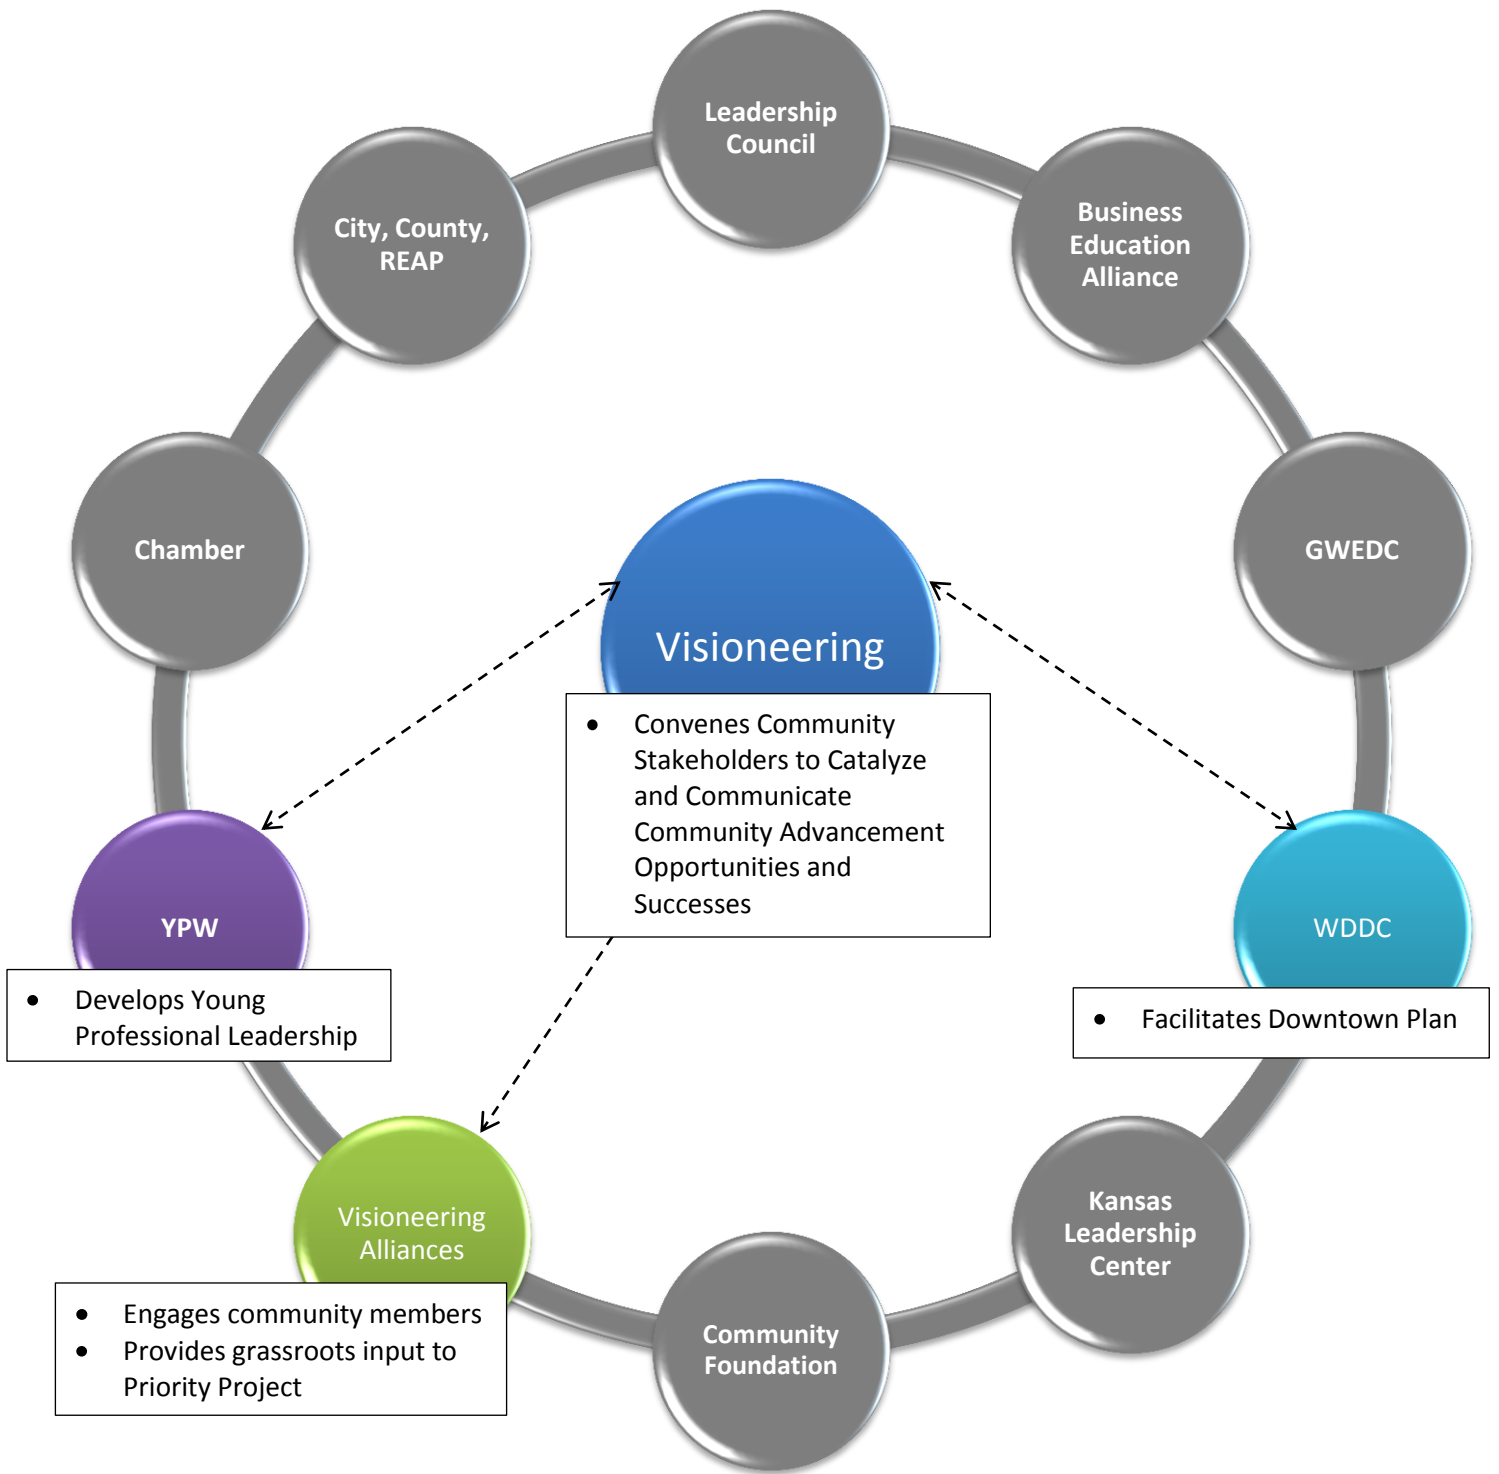 Leadership
Council
City, County,
REAP
Business
Education
Alliance
Chamber
GWEDC
Visioneering
• Convenes Community
Stakeholders to Catalyze
and Communicate
Community Advancement
Opportunities and
Successes
YPW
• Develops Young
Professional Leadership
WDDC
• Facilitates Downtown Plan
Visioneering
Alliances
• Engages community members
• Provides grassroots input to
Priority Project
Kansas
Leadership
Center
Community
Foundation